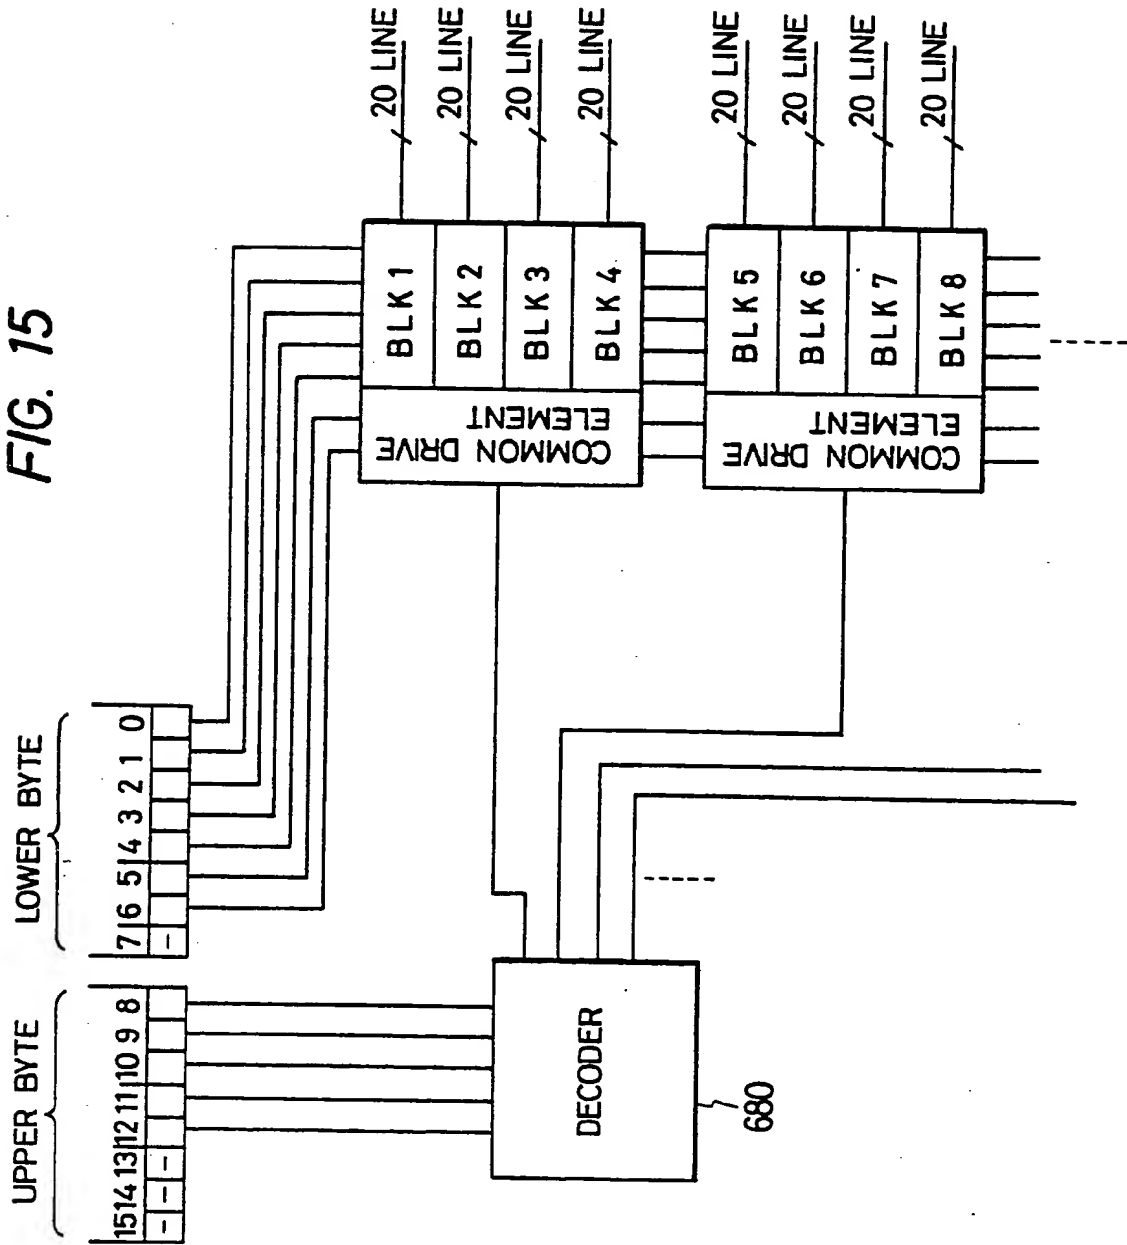 FIG. 15
UPPER BYTE
LOWER BYTE
15 14 13 12 11 10 9 8
7 6 5 4 3 2 1 0
- - -
-
DECODER
680
COMMON DRIVE
ELEMENT
BLK 1
BLK 2
BLK 3
BLK 4
20 LINE
20 LINE
20 LINE
20 LINE
COMMON DRIVE
ELEMENT
BLK 5
BLK 6
BLK 7
BLK 8
20 LINE
20 LINE
20 LINE
20 LINE